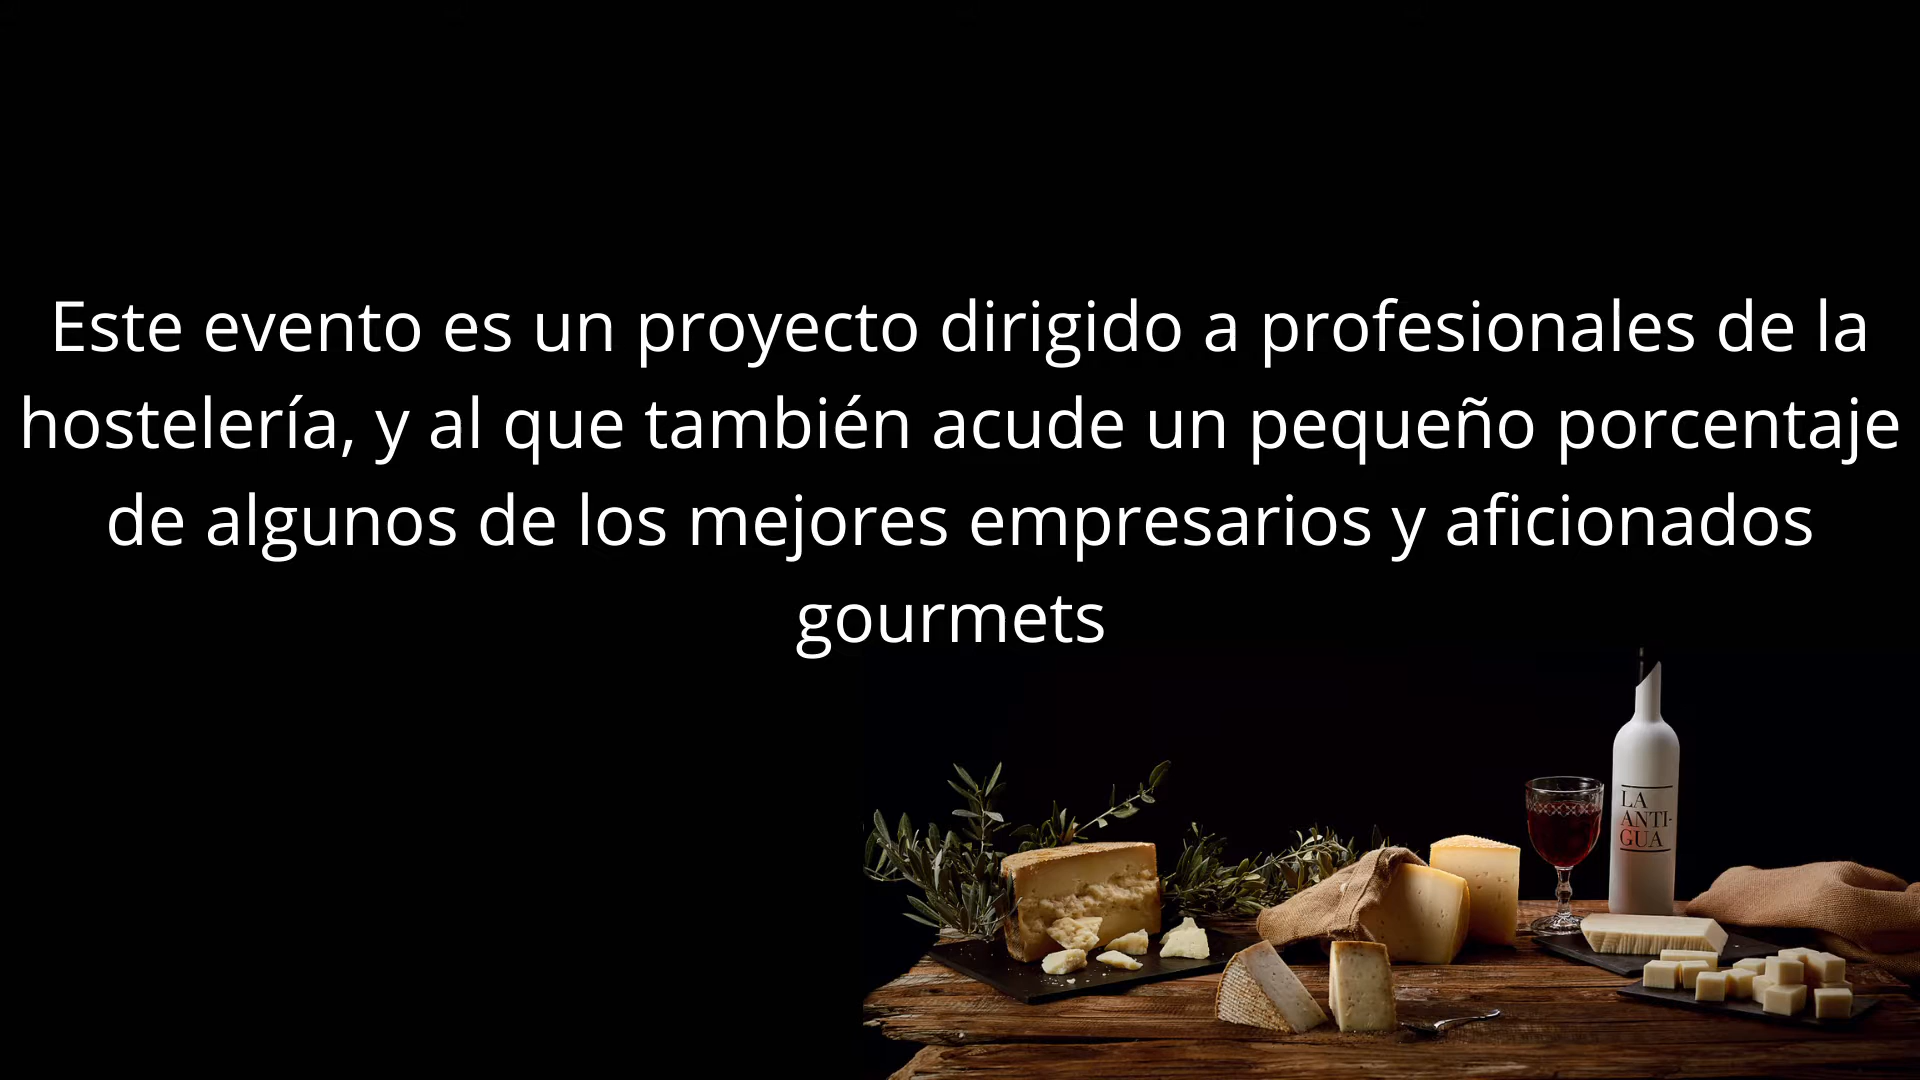 Este evento es un proyecto dirigido a profesionales de la
hostelería, y al que también acude un pequeño porcentaje
de algunos de los mejores empresarios y aficionados
gourmets
LA
ANTI-
GUA